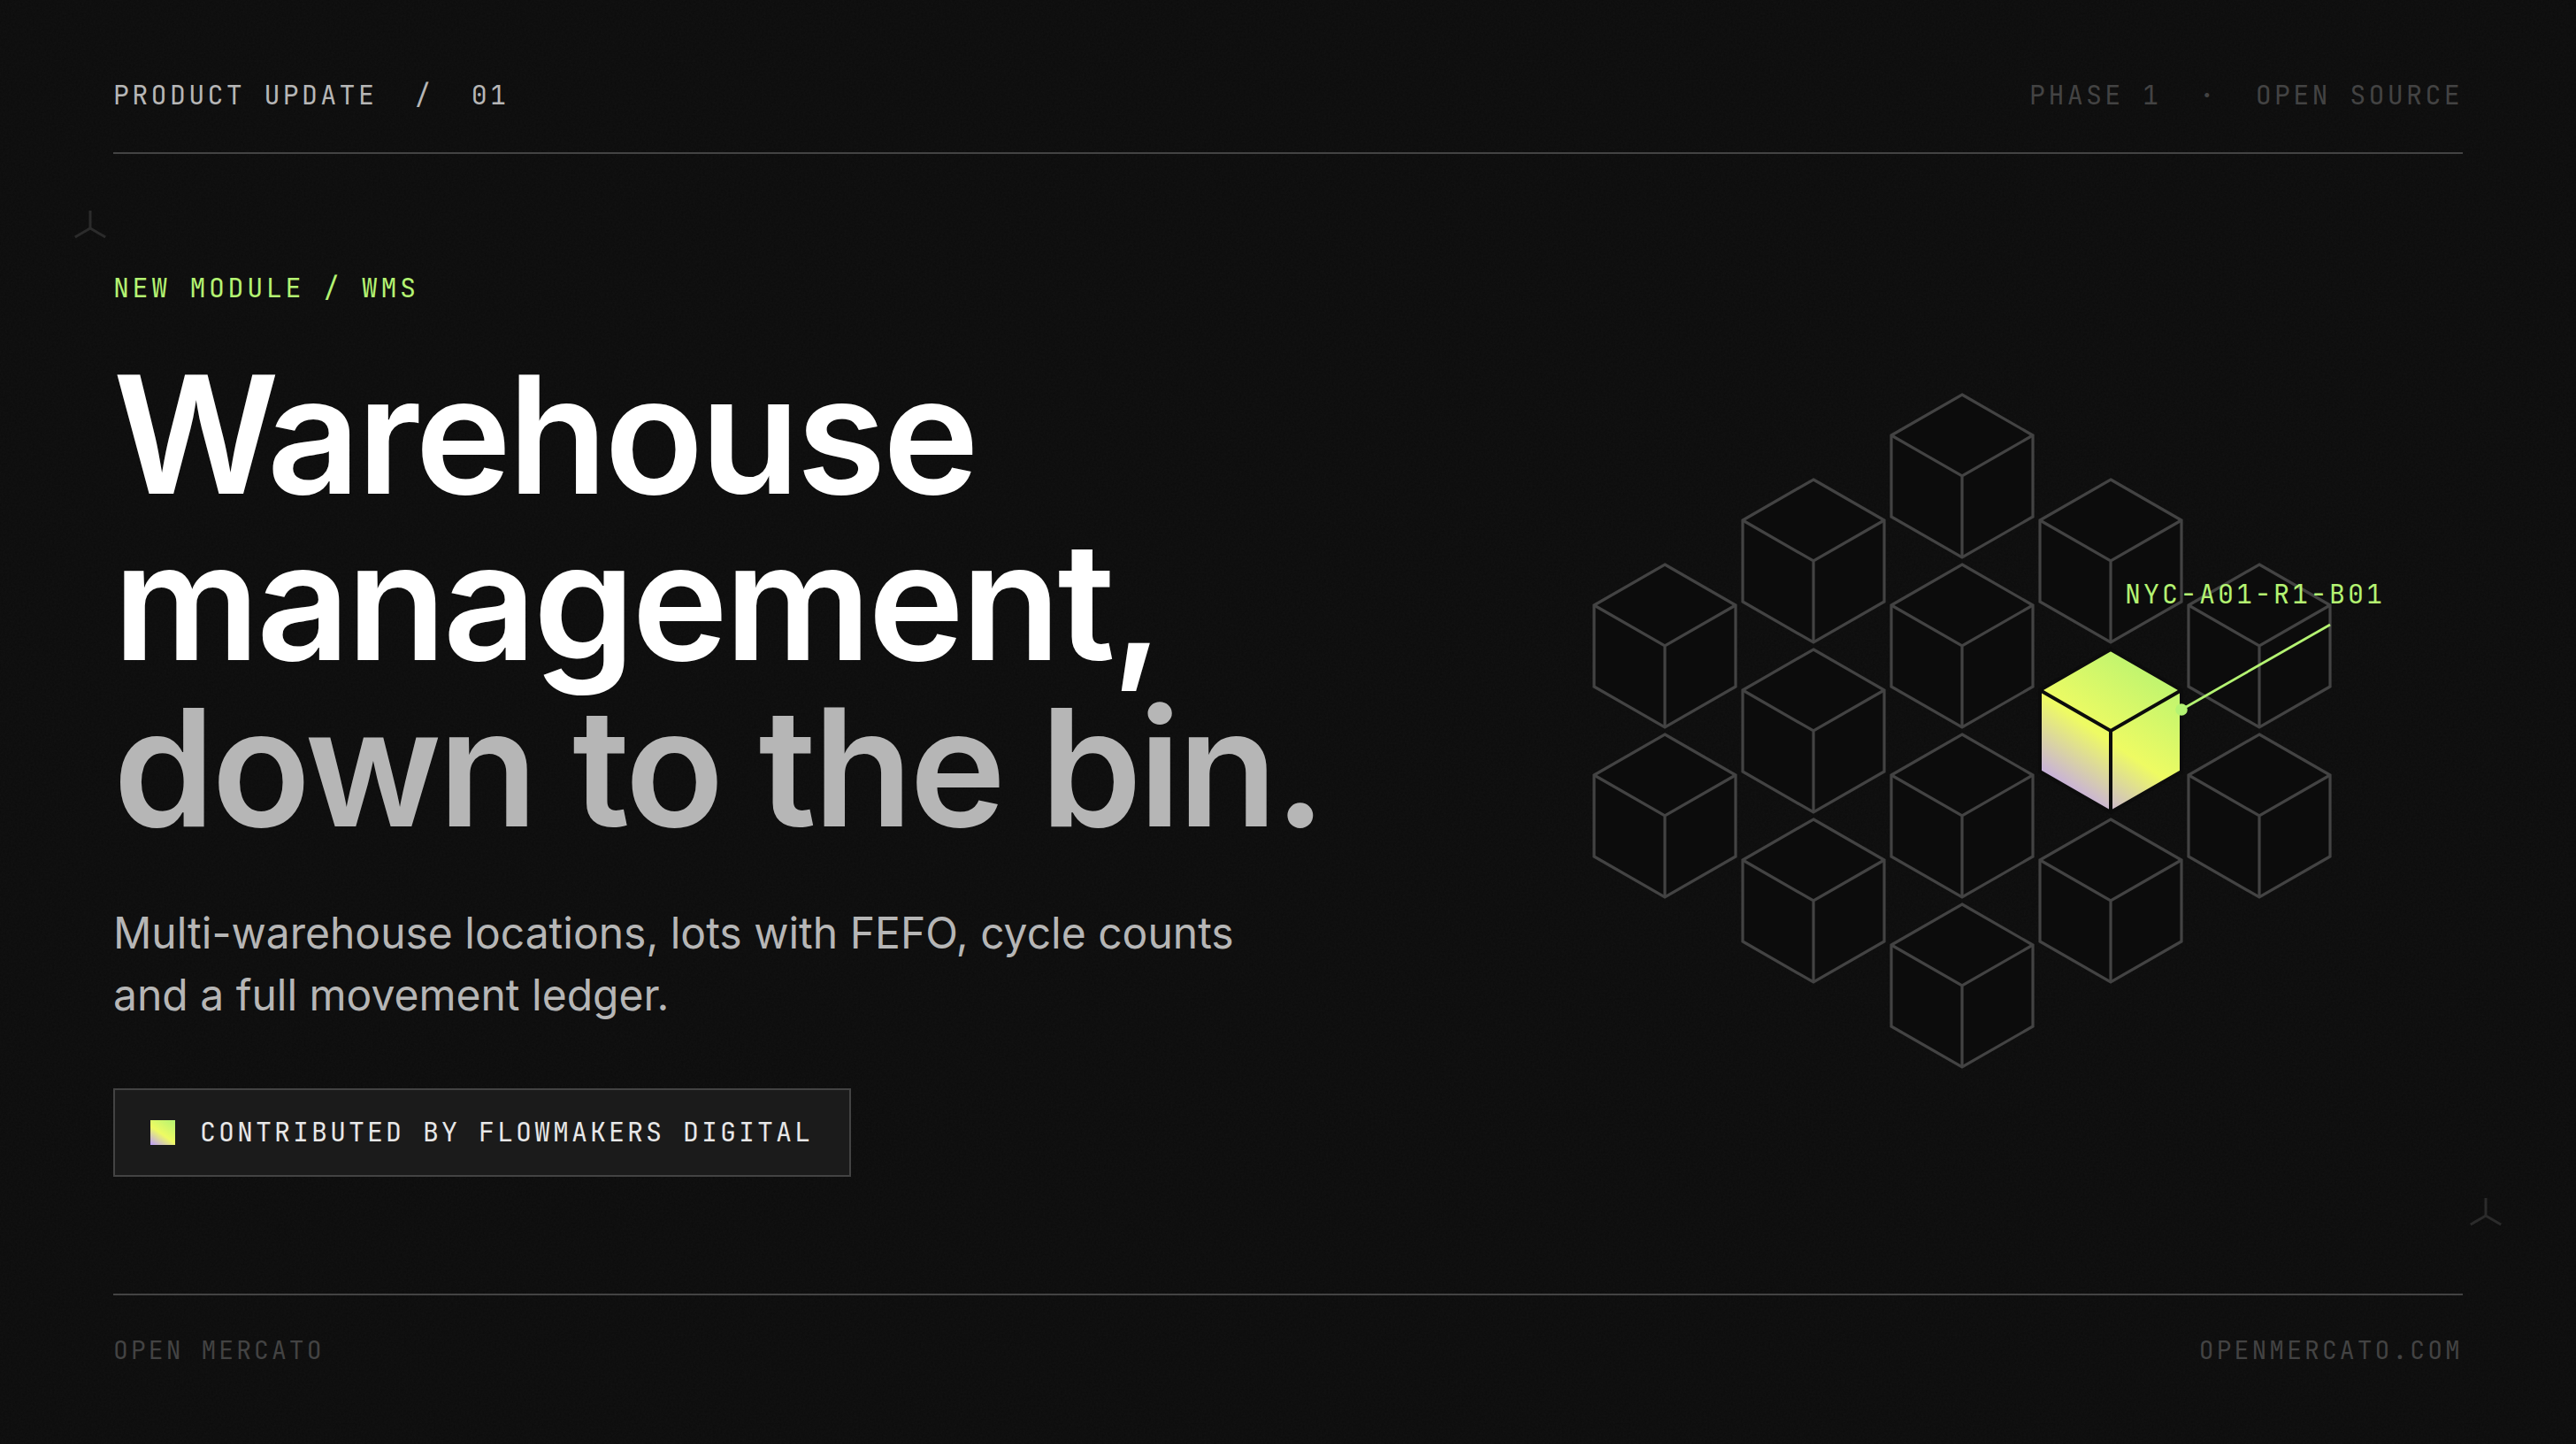 PRODUCT UPDATE / 01
PHASE 1 · OPEN SOURCE
NEW MODULE / WMS
Warehouse
management,
down to the bin.
NYC-A01-R1-B01
Multi-warehouse locations, lots with FEFO, cycle counts
and a full movement ledger.
CONTRIBUTED BY FLOWMAKERS DIGITAL
OPEN MERCATO
OPENMERCATO.COM